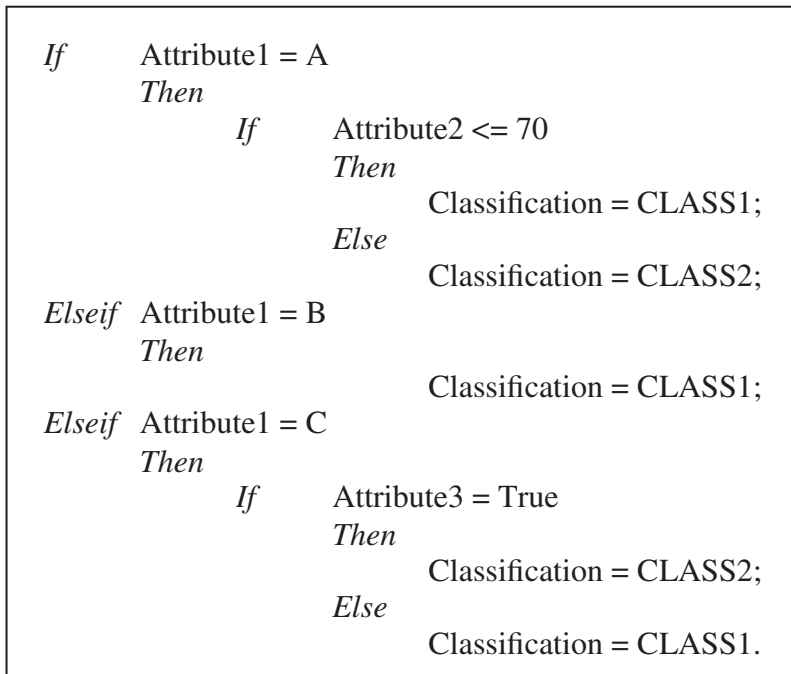 If Attribute1 = A
Then
If Attribute2 <= 70
Then
Classification = CLASS1;
Else
Classification = CLASS2;
Elseif Attribute1 = B
Then
Classification = CLASS1;
Elseif Attribute1 = C
Then
If Attribute3 = True
Then
Classification = CLASS2;
Else
Classification = CLASS1.